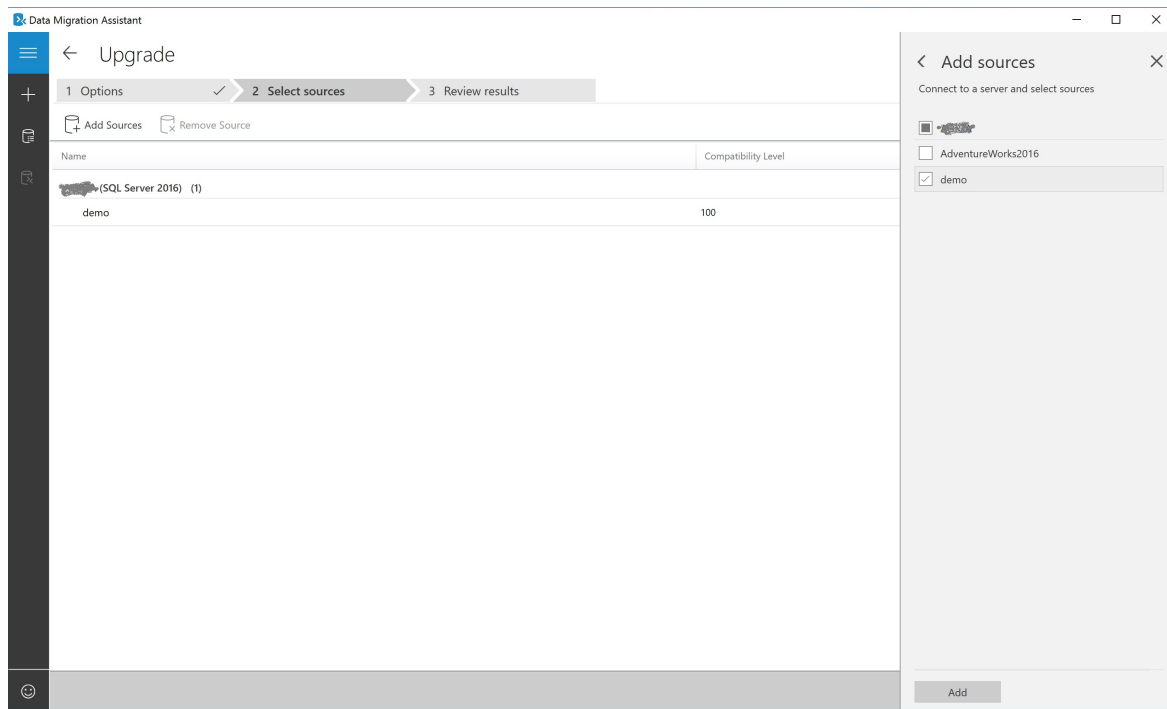 Data Migration Assistant
Upgrade
1 Options
2 Select sources
3 Review results
Add Sources
Remove Source
Name
Compatibility Level
(SQL Server 2016) (1)
demo
100
Add sources
Connect to a server and select sources
AdventureWorks2016
demo
Add